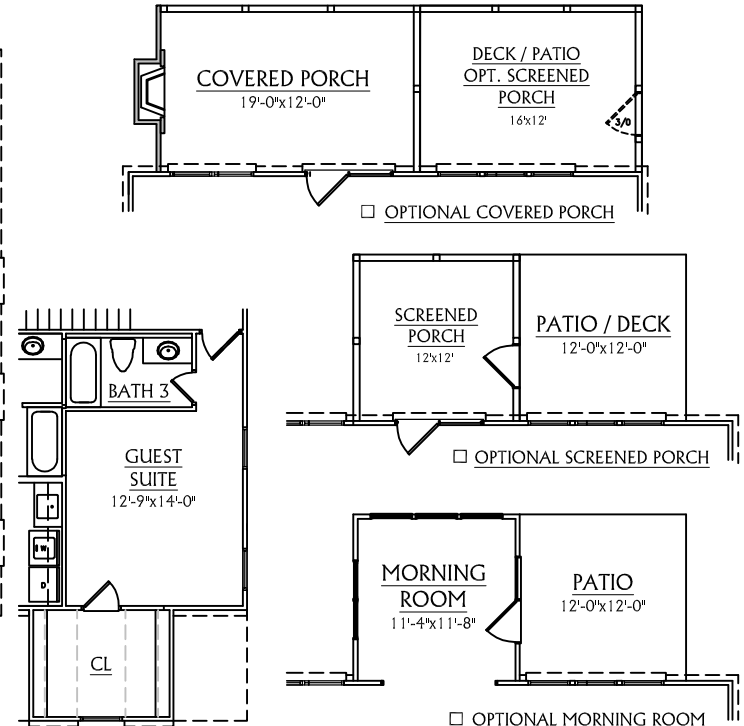 COVERED PORCH
19'-0"x12'-0"
DECK / PATIO
OPT. SCREENED
PORCH
16'x12'
3/0
☐ OPTIONAL COVERED PORCH
SCREENED
PORCH
12'x12'
PATIO / DECK
12'-0"x12'-0"
☐ OPTIONAL SCREENED PORCH
BATH 3
GUEST
SUITE
12'-9"x14'-0"
W
D
CL
MORNING
ROOM
11'-4"x11'-8"
PATIO
12'-0"x12'-0"
☐ OPTIONAL MORNING ROOM